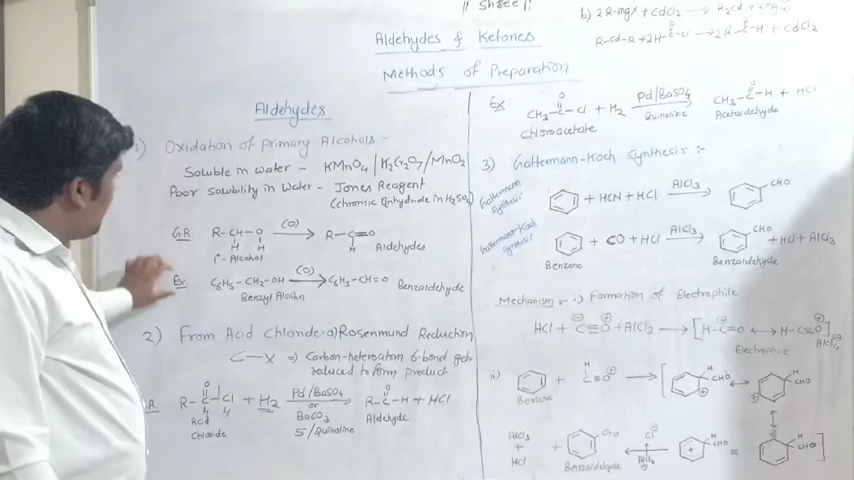 Aldehydes & Ketones
Methods of Preparation
Aldehydes
1) Oxidation of Primary Alcohols:-
Soluble in water - KMnO4 | K2Cr2O7 / MnO2
Poor solubility in water - Jones Reagent
(Chromic anhydride in H2SO4)
GR R-CH-O (O) → R-C=O Aldehydes
H H H
1°-Alcohol
Ex C6H5-CH2-OH (O) → C6H5-CH=O Benzaldehyde
Benzyl Alcohol
2) From Acid Chloride-a) Rosenmund Reduction
C-X ⇒ Carbon-heteroatom σ-bond gets
reduced to form product
R-C-Cl + H2 Pd/BaSO4 → R-C-H + HCl
or
BaCO3
S/Quinoline
Acid
Chloride
Aldehyde
b) 2R-MgX + CdCl2 →
R-Cd-R + 2H-C-Cl → 2R-C-H + CdCl2
Ex: CH3-C-Cl + H2 Pd/BaSO4 → CH3-C-H + HCl
Quinoline
Chloroacetate Acetaldehyde
3) Gattermann-Koch Synthesis :-
Gattermann
Synthesis
+ HCN + HCl AlCl3 → CHO
Gattermann-Koch
Synthesis
+ CO + HCl AlCl3 → CHO + HCl + AlCl3
Benzene Benzaldehyde
Mechanism :- i) Formation of Electrophile
HCl + C≡O + AlCl3 → [H-C=O ↔ H-C≡O] AlCl4
Electrophile
ii) + H C≡O → [ H CHO ↔ H CHO
Benzene
AlCl3 + HCl + CHO ← Cl AlCl3 H CHO ≡ H CHO ]
Benzaldehyde